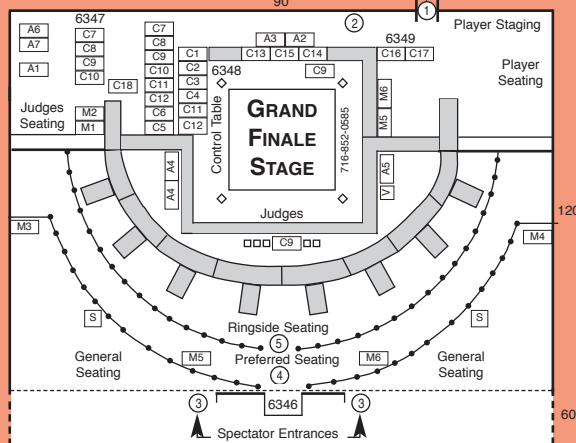 90
1
2
Player Staging
6347
A6
A7
A1
C7
C8
C9
C10
C7
C8
C9
C10
C11
C12
C6
C5
C18
C1
C2
C3
C4
C11
C12
A3 A2
C13 C15 C14
6348
C9
6349
C16 C17
Player
Seating
Judges
Seating
M2
M1
Control Table
GRAND
FINALE
STAGE
716-852-0585
M6
M5
A4
A4
A5
V
Judges
C9
120
M3
M4
S
S
Ringside Seating
5
General
Seating
M5
Preferred Seating
M6
General
Seating
4
3
6346
3
60
Spectator Entrances